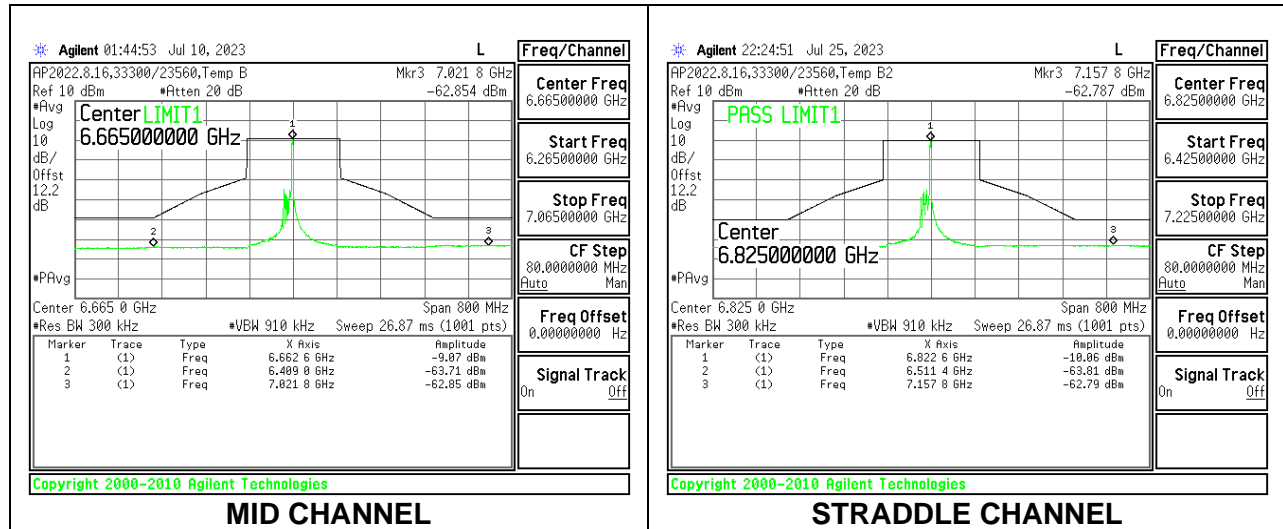 Agilent 01:44:53 Jul 10, 2023 L
AP2022.8.16,33300/23560,Temp B Mkr3 7.021 8 GHz
Ref 10 dBm #Atten 20 dB -62.854 dBm
#Avg
Log
10
dB/
Offst
12.2
dB
#PAvg
Center LIMIT1
6.665000000 GHz
1
2
3
Center 6.665 0 GHz Span 800 MHz
#Res BW 300 kHz #VBW 910 kHz Sweep 26.87 ms (1001 pts)
Marker Trace Type X Axis Amplitude
1 (1) Freq 6.662 6 GHz -9.07 dBm
2 (1) Freq 6.409 0 GHz -63.71 dBm
3 (1) Freq 7.021 8 GHz -62.85 dBm
Freq/Channel
Center Freq
6.66500000 GHz
Start Freq
6.26500000 GHz
Stop Freq
7.06500000 GHz
CF Step
80.0000000 MHz
Auto Man
Freq Offset
0.00000000 Hz
Signal Track
On Off
Copyright 2000-2010 Agilent Technologies
MID CHANNEL
Agilent 22:24:51 Jul 25, 2023 L
AP2022.8.16,33300/23560,Temp B2 Mkr3 7.157 8 GHz
Ref 10 dBm #Atten 20 dB -62.787 dBm
#Avg
Log
10
dB/
Offst
12.2
dB
#PAvg
PASS LIMIT1
1
Center
6.825000000 GHz
3
Center 6.825 0 GHz Span 800 MHz
#Res BW 300 kHz #VBW 910 kHz Sweep 26.87 ms (1001 pts)
Marker Trace Type X Axis Amplitude
1 (1) Freq 6.822 6 GHz -10.06 dBm
2 (1) Freq 6.511 4 GHz -63.81 dBm
3 (1) Freq 7.157 8 GHz -62.79 dBm
Freq/Channel
Center Freq
6.82500000 GHz
Start Freq
6.42500000 GHz
Stop Freq
7.22500000 GHz
CF Step
80.0000000 MHz
Auto Man
Freq Offset
0.00000000 Hz
Signal Track
On Off
Copyright 2000-2010 Agilent Technologies
STRADDLE CHANNEL